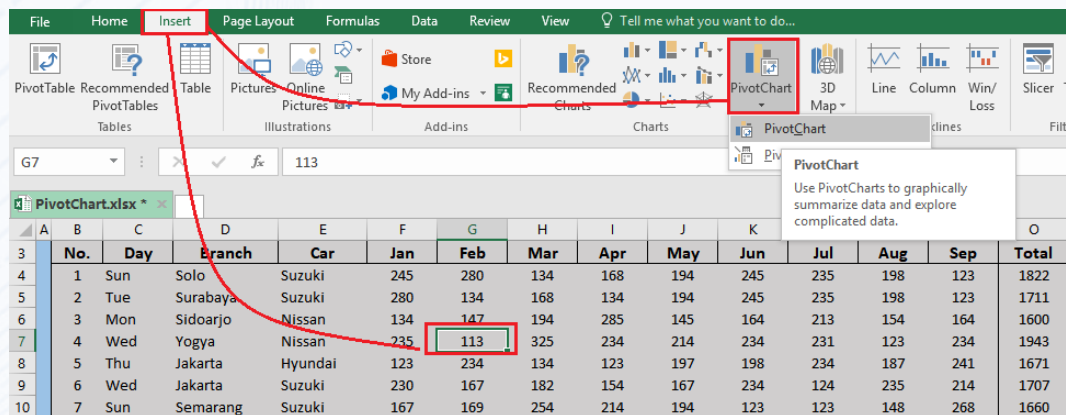 File Home Insert Page Layout Formulas Data Review View Tell me what you want to do...
PivotTable Recommended PivotTables Table
Tables
Pictures Online Pictures
Illustrations
Store
My Add-ins
Add-ins
Recommended Charts
PivotChart
3D Map
Charts
Line Column Win/Loss
Slicer
PivotChart
PivotChart
Use PivotCharts to graphically
summarize data and explore
complicated data.
G7 fx 113
PivotChart.xlsx *
A B C D E F G H I J K O
3 No. Day Branch Car Jan Feb Mar Apr May Jun Jul Aug Sep Total
4 1 Sun Solo Suzuki 245 280 134 168 194 245 235 198 123 1822
5 2 Tue Surabaya Suzuki 280 134 168 134 194 245 235 198 123 1711
6 3 Mon Sidoarjo Nissan 134 147 194 285 145 164 213 154 164 1600
7 4 Wed Yogya Nissan 235 113 325 234 214 234 231 123 234 1943
8 5 Thu Jakarta Hyundai 123 234 134 123 197 198 234 187 241 1671
9 6 Wed Jakarta Suzuki 230 167 182 154 167 234 124 235 214 1707
10 7 Sun Semarang Suzuki 167 169 254 214 194 123 123 148 268 1660